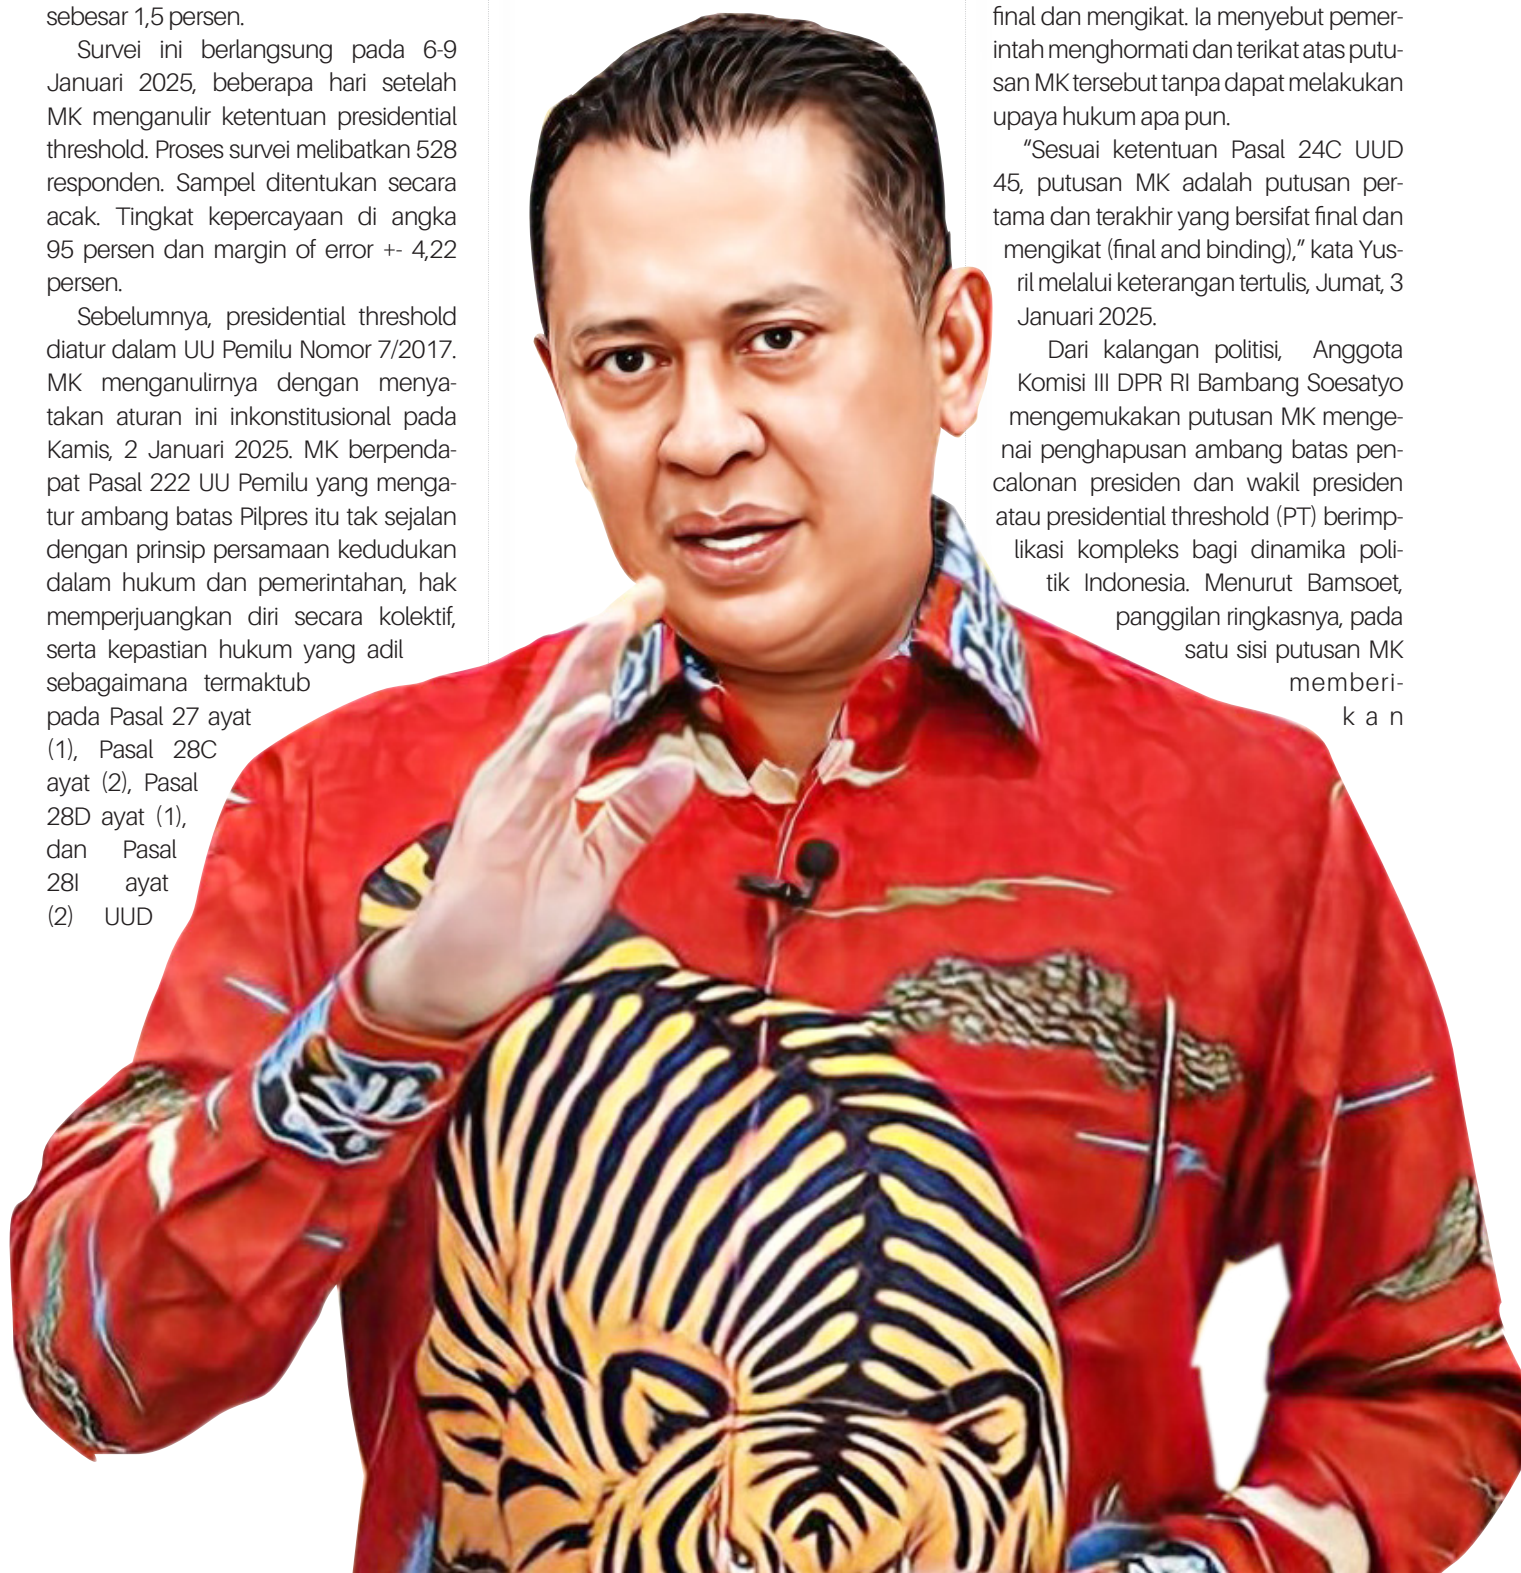 sebesar 1,5 persen.
Survei ini berlangsung pada 6-9
Januari 2025, beberapa hari setelah
MK menganulir ketentuan presidential
threshold. Proses survei melibatkan 528
responden. Sampel ditentukan secara
acak. Tingkat kepercayaan di angka
95 persen dan margin of error +- 4,22
persen.
Sebelumnya, presidential threshold
diatur dalam UU Pemilu Nomor 7/2017.
MK menganulirnya dengan menya-
takan aturan ini inkonstitusional pada
Kamis, 2 Januari 2025. MK berpenda-
pat Pasal 222 UU Pemilu yang menga-
tur ambang batas Pilpres itu tak sejalan
dengan prinsip persamaan kedudukan
dalam hukum dan pemerintahan, hak
memperjuangkan diri secara kolektif,
serta kepastian hukum yang adil
sebagaimana termaktub
pada Pasal 27 ayat
(1), Pasal 28C
ayat (2), Pasal
28D ayat (1),
dan Pasal
28I ayat
(2) UUD
final dan mengikat. Ia menyebut pemer-
intah menghormati dan terikat atas putu-
san MK tersebut tanpa dapat melakukan
upaya hukum apa pun.
“Sesuai ketentuan Pasal 24C UUD
45, putusan MK adalah putusan per-
tama dan terakhir yang bersifat final dan
mengikat (final and binding),” kata Yus-
ril melalui keterangan tertulis, Jumat, 3
Januari 2025.
Dari kalangan politisi, Anggota
Komisi III DPR RI Bambang Soesatyo
mengemukakan putusan MK menge-
nai penghapusan ambang batas pen-
calonan presiden dan wakil presiden
atau presidential threshold (PT) berimp-
likasi kompleks bagi dinamika poli-
tik Indonesia. Menurut Bamsoet,
panggilan ringkasnya, pada
satu sisi putusan MK
memberi-
kan